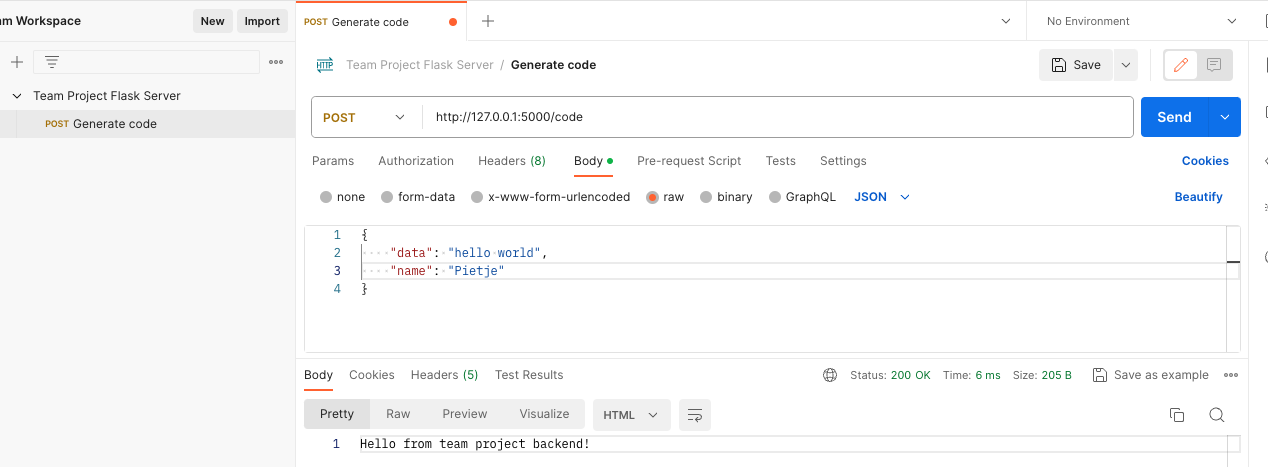 am Workspace
New
Import
POST Generate code
No Environment
Team Project Flask Server
POST Generate code
HTTP Team Project Flask Server / Generate code
Save
POST
http://127.0.0.1:5000/code
Send
Params
Authorization
Headers (8)
Body
Pre-request Script
Tests
Settings
Cookies
none
form-data
x-www-form-urlencoded
raw
binary
GraphQL
JSON
Beautify
1 {
2 "data": "hello world",
3 "name": "Pietje"
4 }
Body
Cookies
Headers (5)
Test Results
Status: 200 OK
Time: 6 ms
Size: 205 B
Save as example
Pretty
Raw
Preview
Visualize
HTML
1 Hello from team project backend!